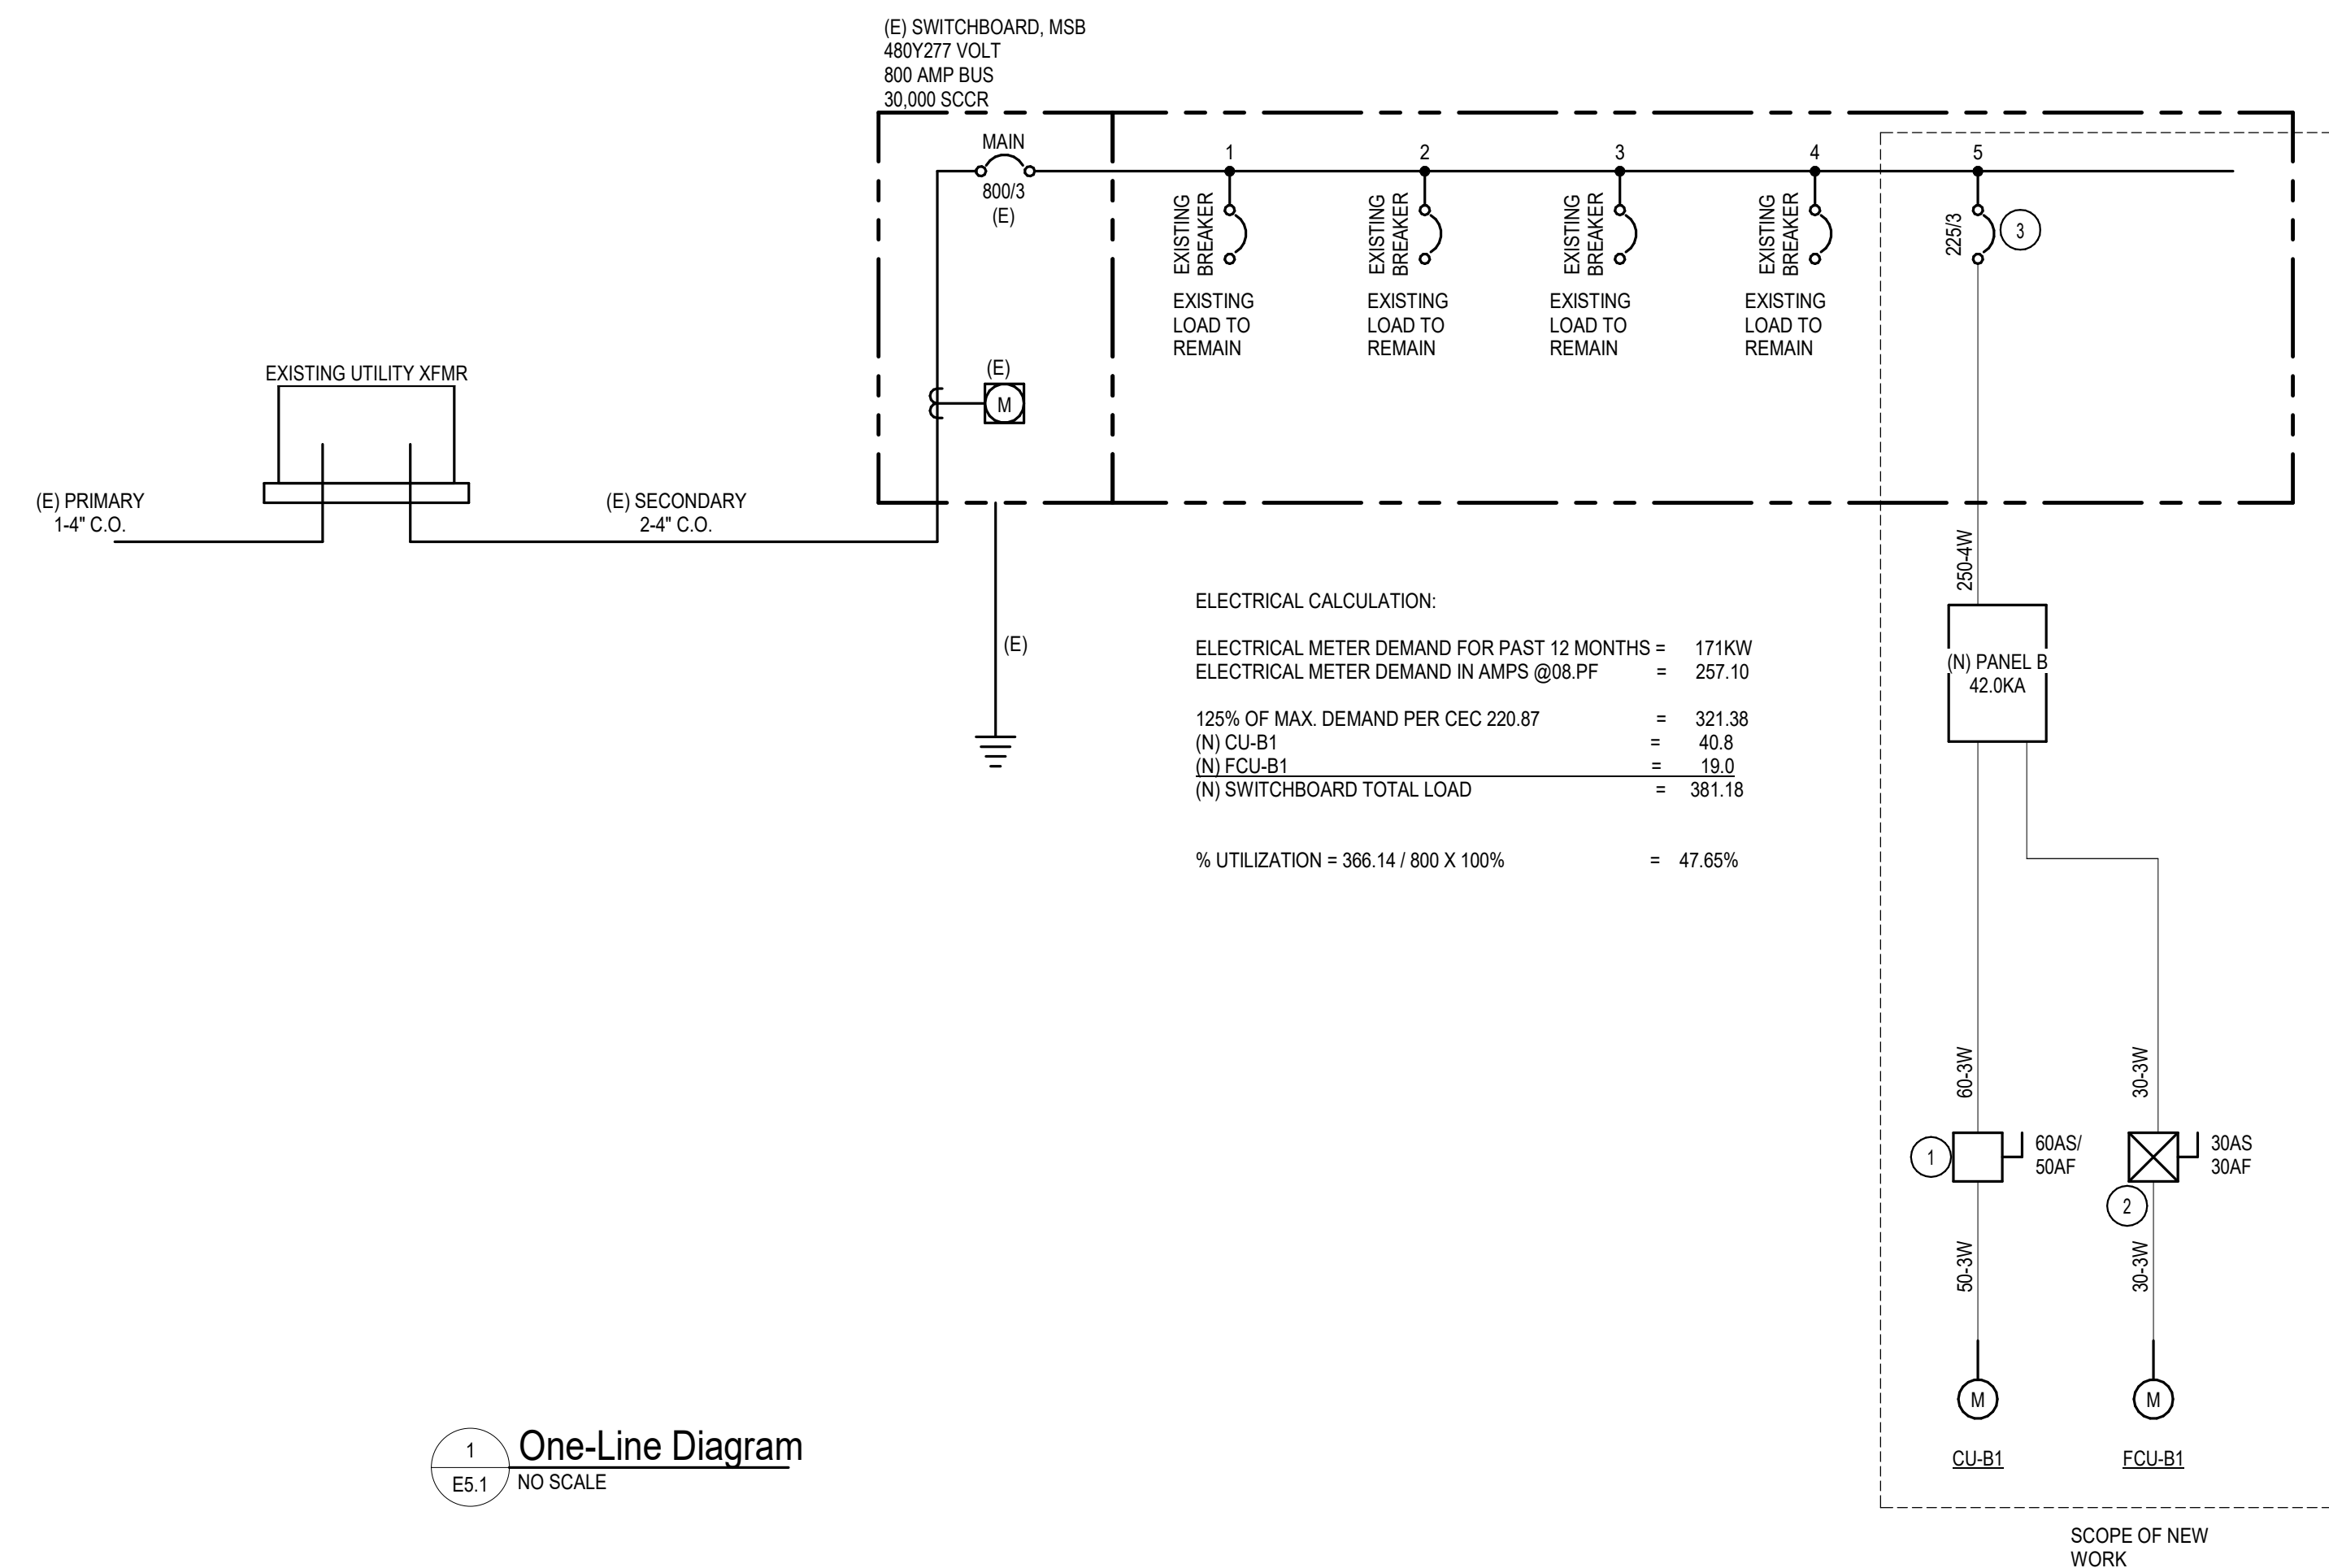 (E) SWITCHBOARD, MSB
480Y277 VOLT
800 AMP BUS
30,000 SCCR
MAIN
800/3
(E)
1
2
3
4
5
EXISTING
BREAKER
EXISTING
BREAKER
EXISTING
BREAKER
EXISTING
BREAKER
225/3
3
EXISTING
LOAD TO
REMAIN
EXISTING
LOAD TO
REMAIN
EXISTING
LOAD TO
REMAIN
EXISTING
LOAD TO
REMAIN
(E)
M
EXISTING UTILITY XFMR
(E) PRIMARY
1-4" C.O.
(E) SECONDARY
2-4" C.O.
(E)
250-4W
(N) PANEL B
42.0KA
ELECTRICAL CALCULATION:
ELECTRICAL METER DEMAND FOR PAST 12 MONTHS = 171KW
ELECTRICAL METER DEMAND IN AMPS @08.PF = 257.10
125% OF MAX. DEMAND PER CEC 220.87 = 321.38
(N) CU-B1 = 40.8
(N) FCU-B1 = 19.0
(N) SWITCHBOARD TOTAL LOAD = 381.18
% UTILIZATION = 366.14 / 800 X 100% = 47.65%
60-3W
30-3W
1
60AS/
50AF
30AS
30AF
2
50-3W
30-3W
M
M
CU-B1
FCU-B1
1
E5.1
One-Line Diagram
NO SCALE
SCOPE OF NEW
WORK